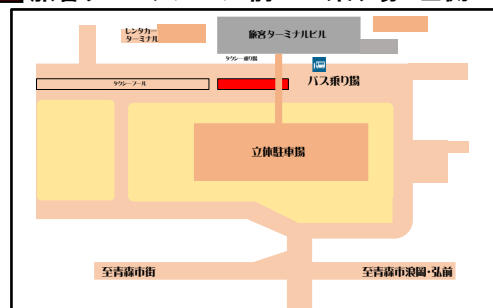 レンタカー
ターミナル
旅客ターミナルビル
タクシー乗り場
バス乗り場
タクシープール
立体駐車場
至青森市街
至青森市浪岡・弘前